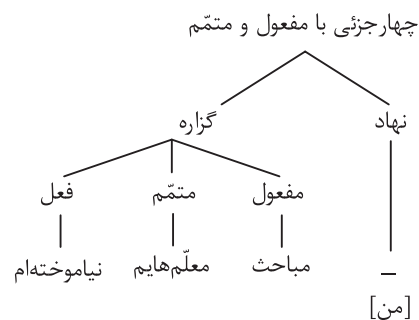 چهارجزئی با مفعول و متمّم
نهاد گزاره
مفعول متمّم فعل
– مباحث معلّم‌هایم نیاموخته‌ام
[من]